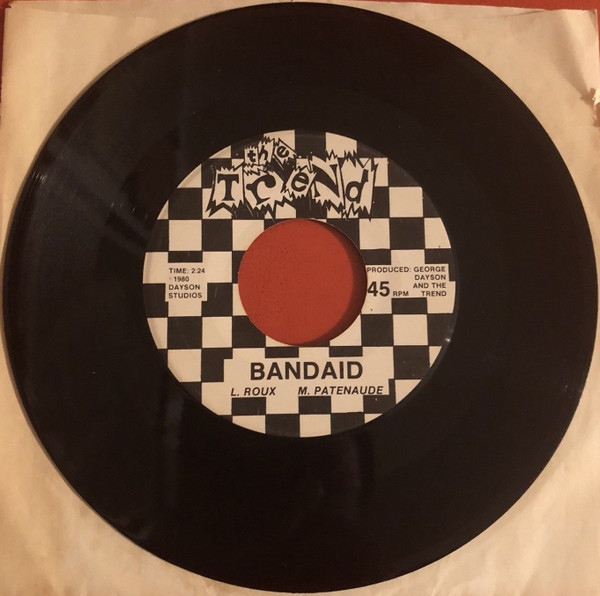 the
Trend
TIME: 2:24
1980
DAYSON
STUDIOS
PRODUCED: GEORGE
DAYSON
AND THE
TREND
45 RPM
BANDAID
L. ROUX M. PATENAUDE